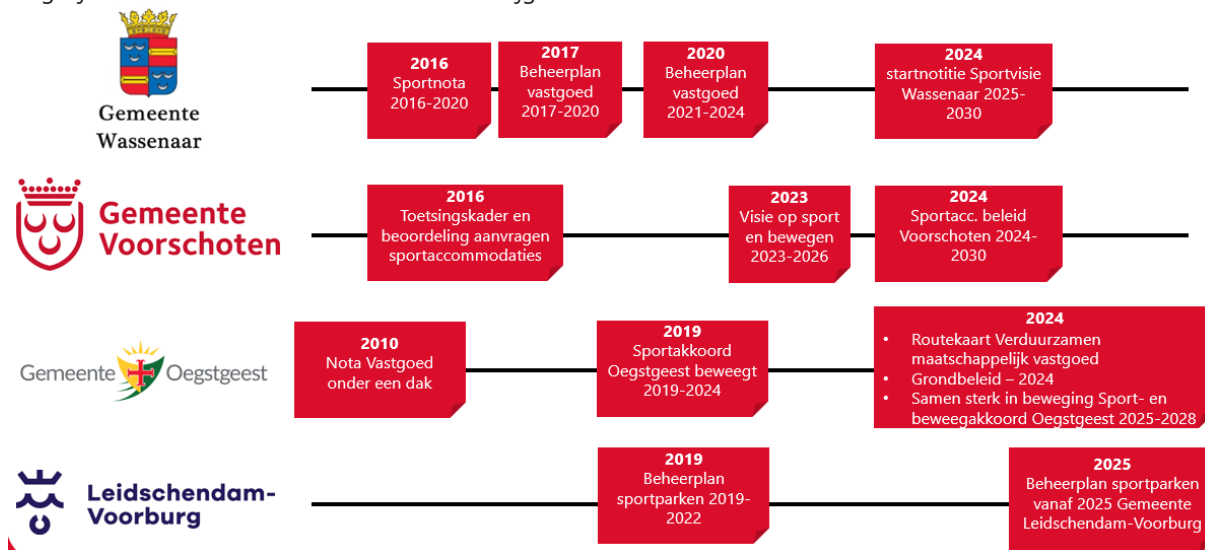 Gemeente
Wassenaar
2016
Sportnota
2016-2020
2017
Beheerplan
vastgoed
2017-2020
2020
Beheerplan
vastgoed
2021-2024
2024
startnotitie Sportvisie
Wassenaar 2025-
2030
Gemeente
Voorschoten
2016
Toetsingskader en
beoordeling aanvragen
sportaccommodaties
2023
Visie op sport
en bewegen
2023-2026
2024
Sportacc. beleid
Voorschoten 2024-
2030
Gemeente Oegstgeest
2010
Nota Vastgoed
onder een dak
2019
Sportakkoord
Oegstgeest beweegt
2019-2024
2024
• Routekaart Verduurzamen
maatschappelijk vastgoed
• Grondbeleid – 2024
• Samen sterk in beweging Sport- en
beweegakkoord Oegstgeest 2025-2028
Leidschendam-
Voorburg
2019
Beheerplan
sportparken 2019-
2022
2025
Beheerplan sportparken
vanaf 2025 Gemeente
Leidschendam-Voorburg